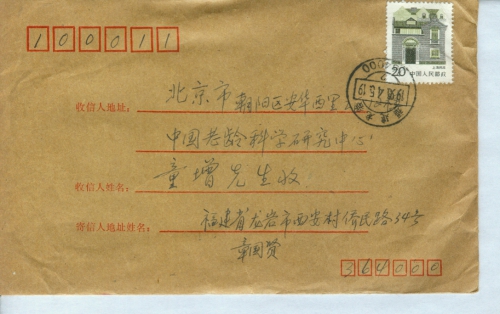 100011
20分
中国人民邮政
收信人地址:
北京市朝阳区安华西里
中国老龄科学研究中心
收信人姓名:
童增先生收
寄信人地址姓名:
福建省龙岩市西安村侨民路34号
章国贤
364000